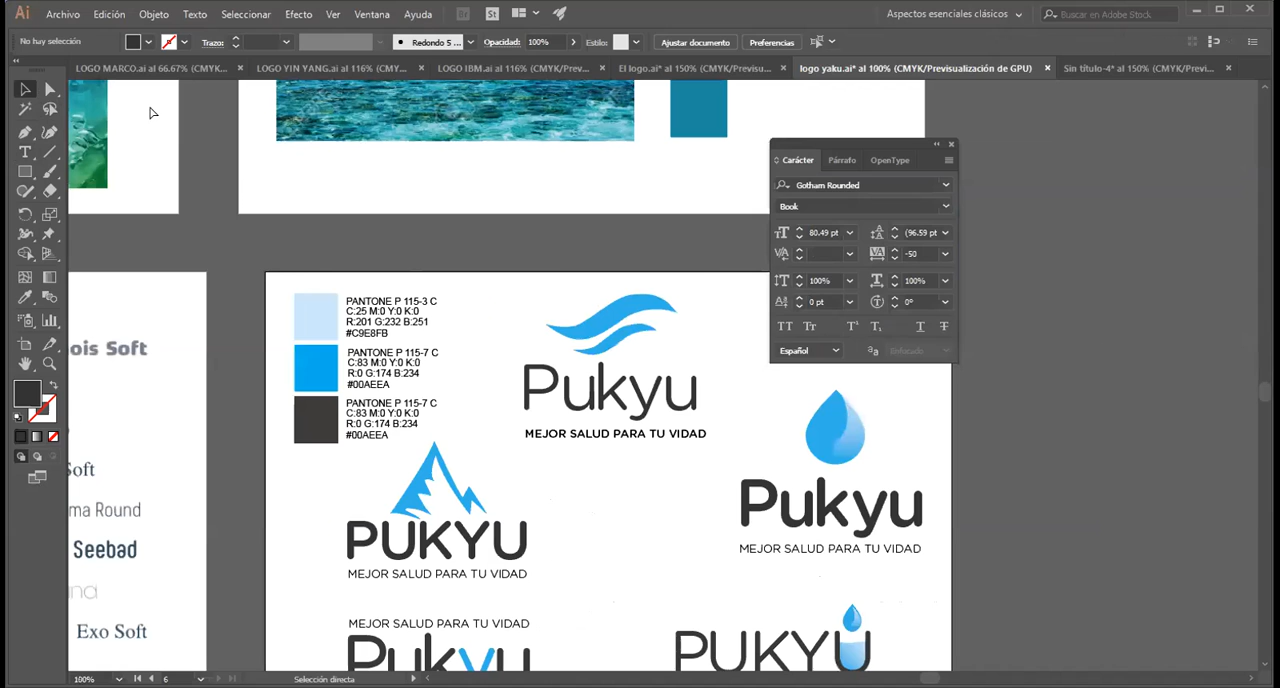 Ai Archivo Edición Objeto Texto Seleccionar Efecto Ver Ventana Ayuda Br St Aspectos esenciales clásicos Buscar en Adobe Stock
No hay selección Trazo: Redondo 5 ... Opacidad: 100% Estilo: Ajustar documento Preferencias
LOGO MARCO.ai al 66.67% (CMYK... × LOGO YIN YANG.ai al 116% (CMYK... × LOGO IBM.ai al 116% (CMYK/Prev... × El logo.ai* al 150% (CMYK/Previsu... × logo yaku.ai* al 100% (CMYK/Previsualización de GPU) × Sin título-4* al 150% (CMYK/Previ... ×
Carácter Párrafo OpenType
Gotham Rounded
Book
80.49 pt (96.59 pt
-50
100% 100%
0 pt 0°
Español Enfocado
ois Soft
Soft
ma Round
Seebad
ana
Exo Soft
PANTONE P 115-3 C
C:25 M:0 Y:0 K:0
R:201 G:232 B:251
#C9E8FB
PANTONE P 115-7 C
C:83 M:0 Y:0 K:0
R:0 G:174 B:234
#00AEEA
PANTONE P 115-7 C
C:83 M:0 Y:0 K:0
R:0 G:174 B:234
#00AEEA
Pukyu
MEJOR SALUD PARA TU VIDAD
PUKYU
MEJOR SALUD PARA TU VIDAD
Pukyu
MEJOR SALUD PARA TU VIDAD
MEJOR SALUD PARA TU VIDAD
Pukyu
PUKYU
100% 6 Selección directa